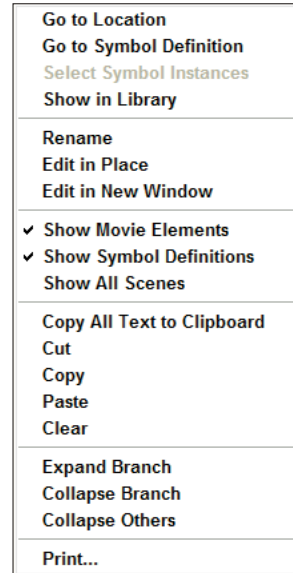 Go to Location
Go to Symbol Definition
Select Symbol Instances
Show in Library
Rename
Edit in Place
Edit in New Window
Show Movie Elements
Show Symbol Definitions
Show All Scenes
Copy All Text to Clipboard
Cut
Copy
Paste
Clear
Expand Branch
Collapse Branch
Collapse Others
Print...